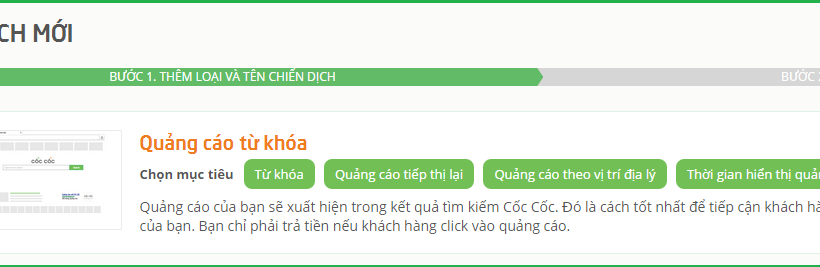 CH MỚI
BƯỚC 1. THÊM LOẠI VÀ TÊN CHIẾN DỊCH
BƯỚC
Quảng cáo từ khóa
CỐC CỐC
Chọn mục tiêu
Từ khóa
Quảng cáo tiếp thị lại
Quảng cáo theo vị trí địa lý
Thời gian hiển thị quản
Quảng cáo của bạn sẽ xuất hiện trong kết quả tìm kiếm Cốc Cốc. Đó là cách tốt nhất để tiếp cận khách hà
của bạn. Bạn chỉ phải trả tiền nếu khách hàng click vào quảng cáo.